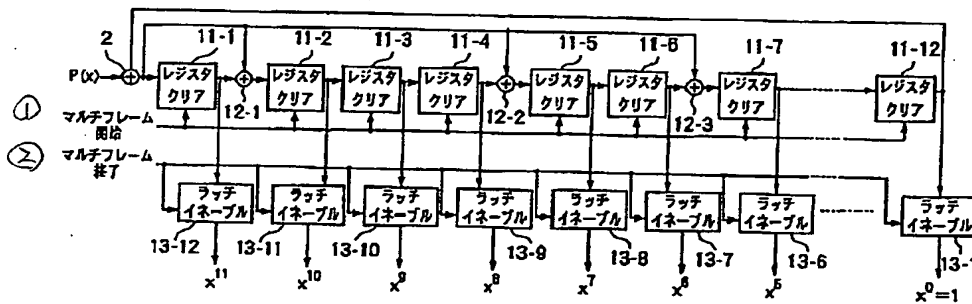 11-1 11-2 11-3 11-4 11-5 11-6 11-7 11-12
2
P(x) レジスタ クリア レジスタ クリア レジスタ クリア レジスタ クリア レジスタ クリア レジスタ クリア レジスタ クリア レジスタ クリア
12-1 12-2 12-3
① マルチフレーム
開始
② マルチフレーム
終了
ラッチ イネーブル ラッチ イネーブル ラッチ イネーブル ラッチ イネーブル ラッチ イネーブル ラッチ イネーブル ラッチ イネーブル ラッチ イネーブル
13-12 13-11 13-10 13-9 13-8 13-7 13-6 13-1
x¹¹ x¹⁰ x⁹ x⁸ x⁷ x⁶ x⁵ x⁰=1